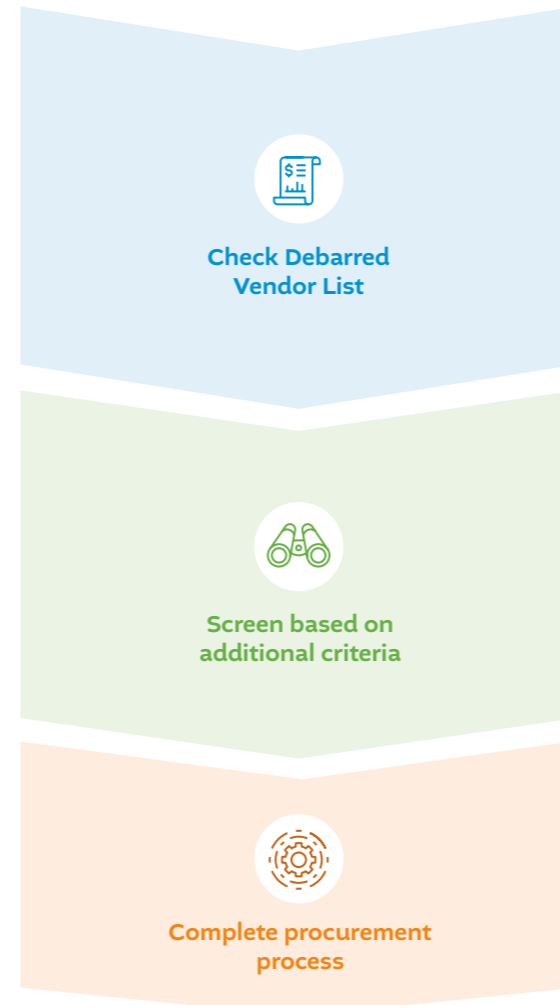 Check Debarred
Vendor List
Screen based on
additional criteria
Complete procurement
process